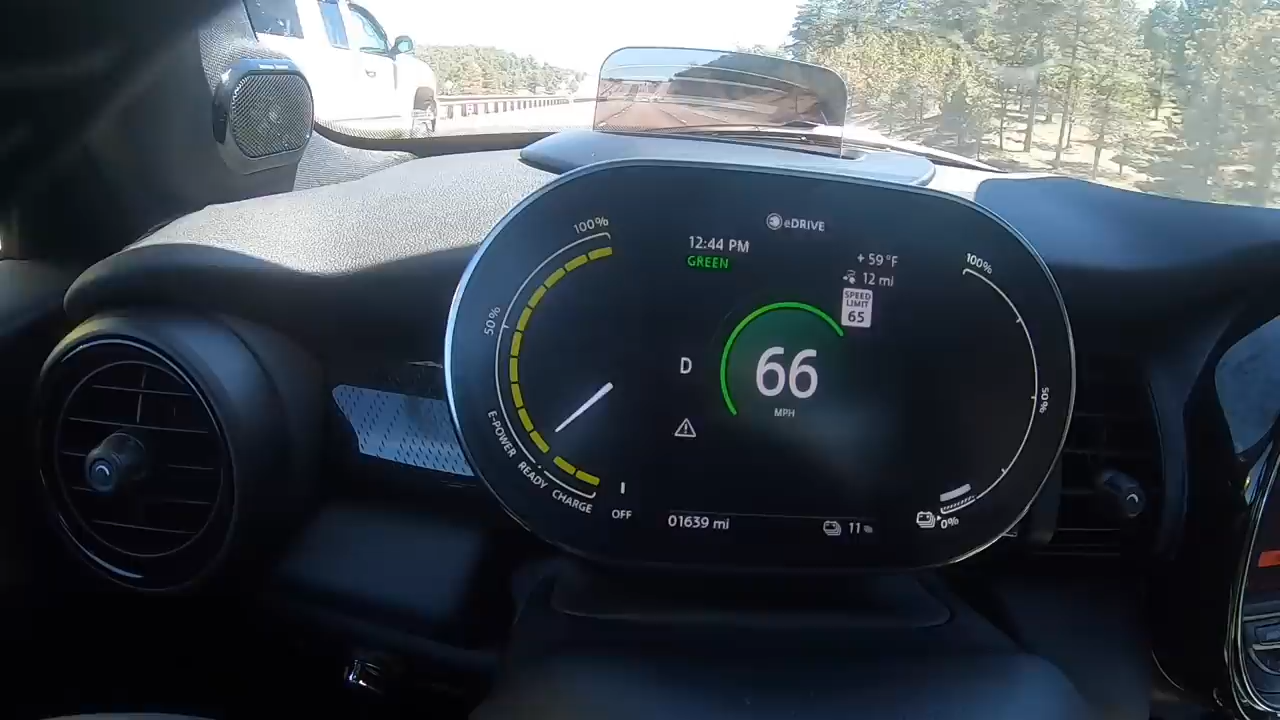 eDRIVE
12:44 PM
GREEN
+ 59 °F
12 mi
SPEED
LIMIT
65
100%
50%
E-POWER
READY
CHARGE
OFF
D
66
MPH
100%
50%
0%
01639 mi
11